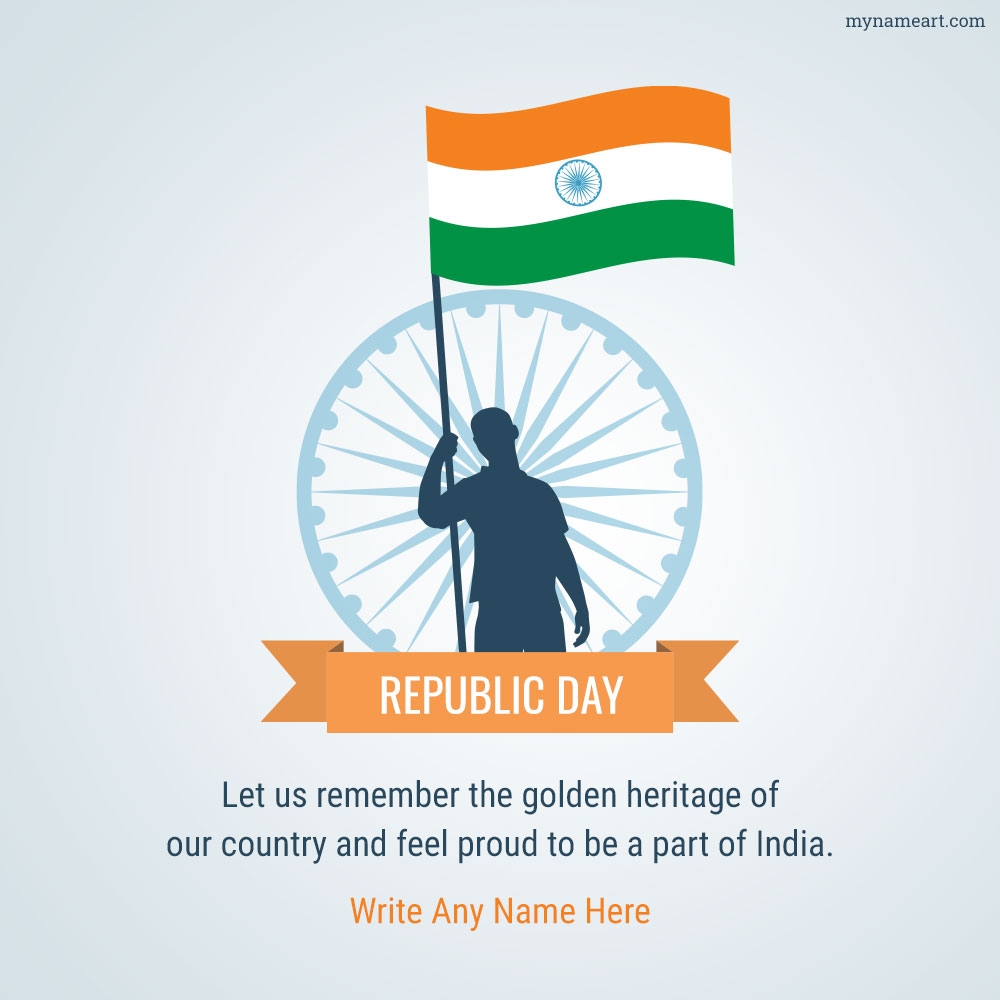 mynameart.com
REPUBLIC DAY
Let us remember the golden heritage of
our country and feel proud to be a part of India.
Write Any Name Here